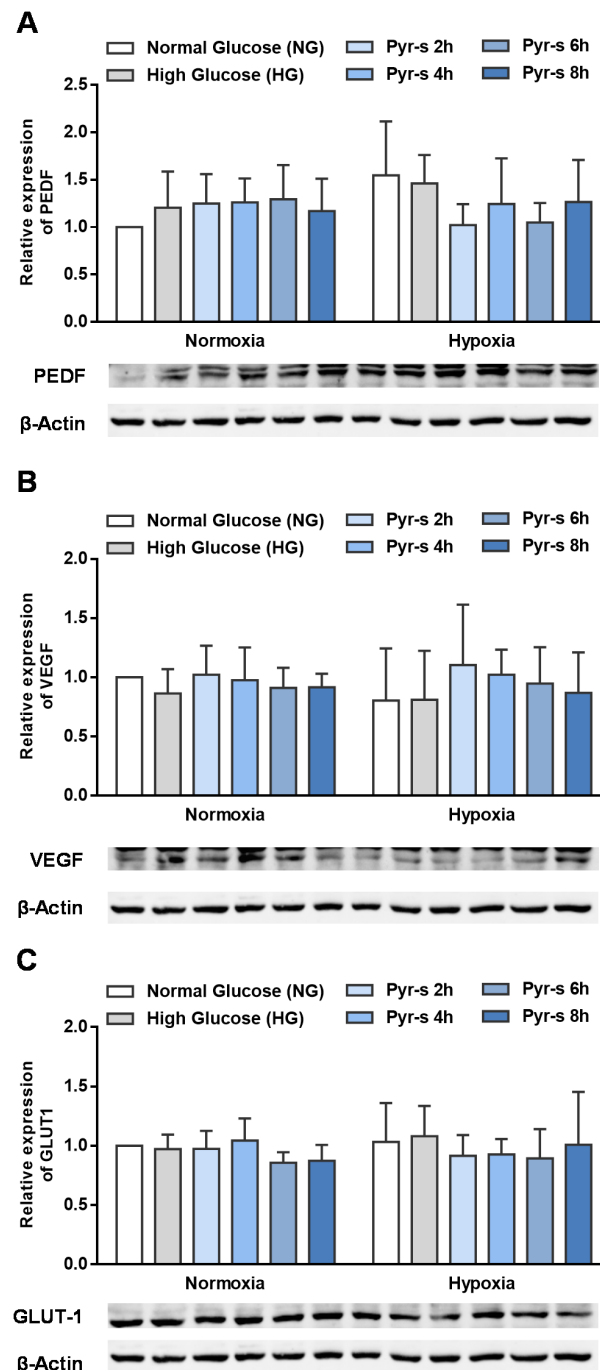 A
Normal Glucose (NG) Pyr-s 2h Pyr-s 6h
High Glucose (HG) Pyr-s 4h Pyr-s 8h
2.5
2.0
1.5
1.0
0.5
0.0
Relative expression
of PEDF
Normoxia Hypoxia
PEDF
β-Actin
B
Normal Glucose (NG) Pyr-s 2h Pyr-s 6h
High Glucose (HG) Pyr-s 4h Pyr-s 8h
2.0
1.5
1.0
0.5
0.0
Relative expression
of VEGF
Normoxia Hypoxia
VEGF
β-Actin
C
Normal Glucose (NG) Pyr-s 2h Pyr-s 6h
High Glucose (HG) Pyr-s 4h Pyr-s 8h
2.0
1.5
1.0
0.5
0.0
Relative expression
of GLUT1
Normoxia Hypoxia
GLUT-1
β-Actin